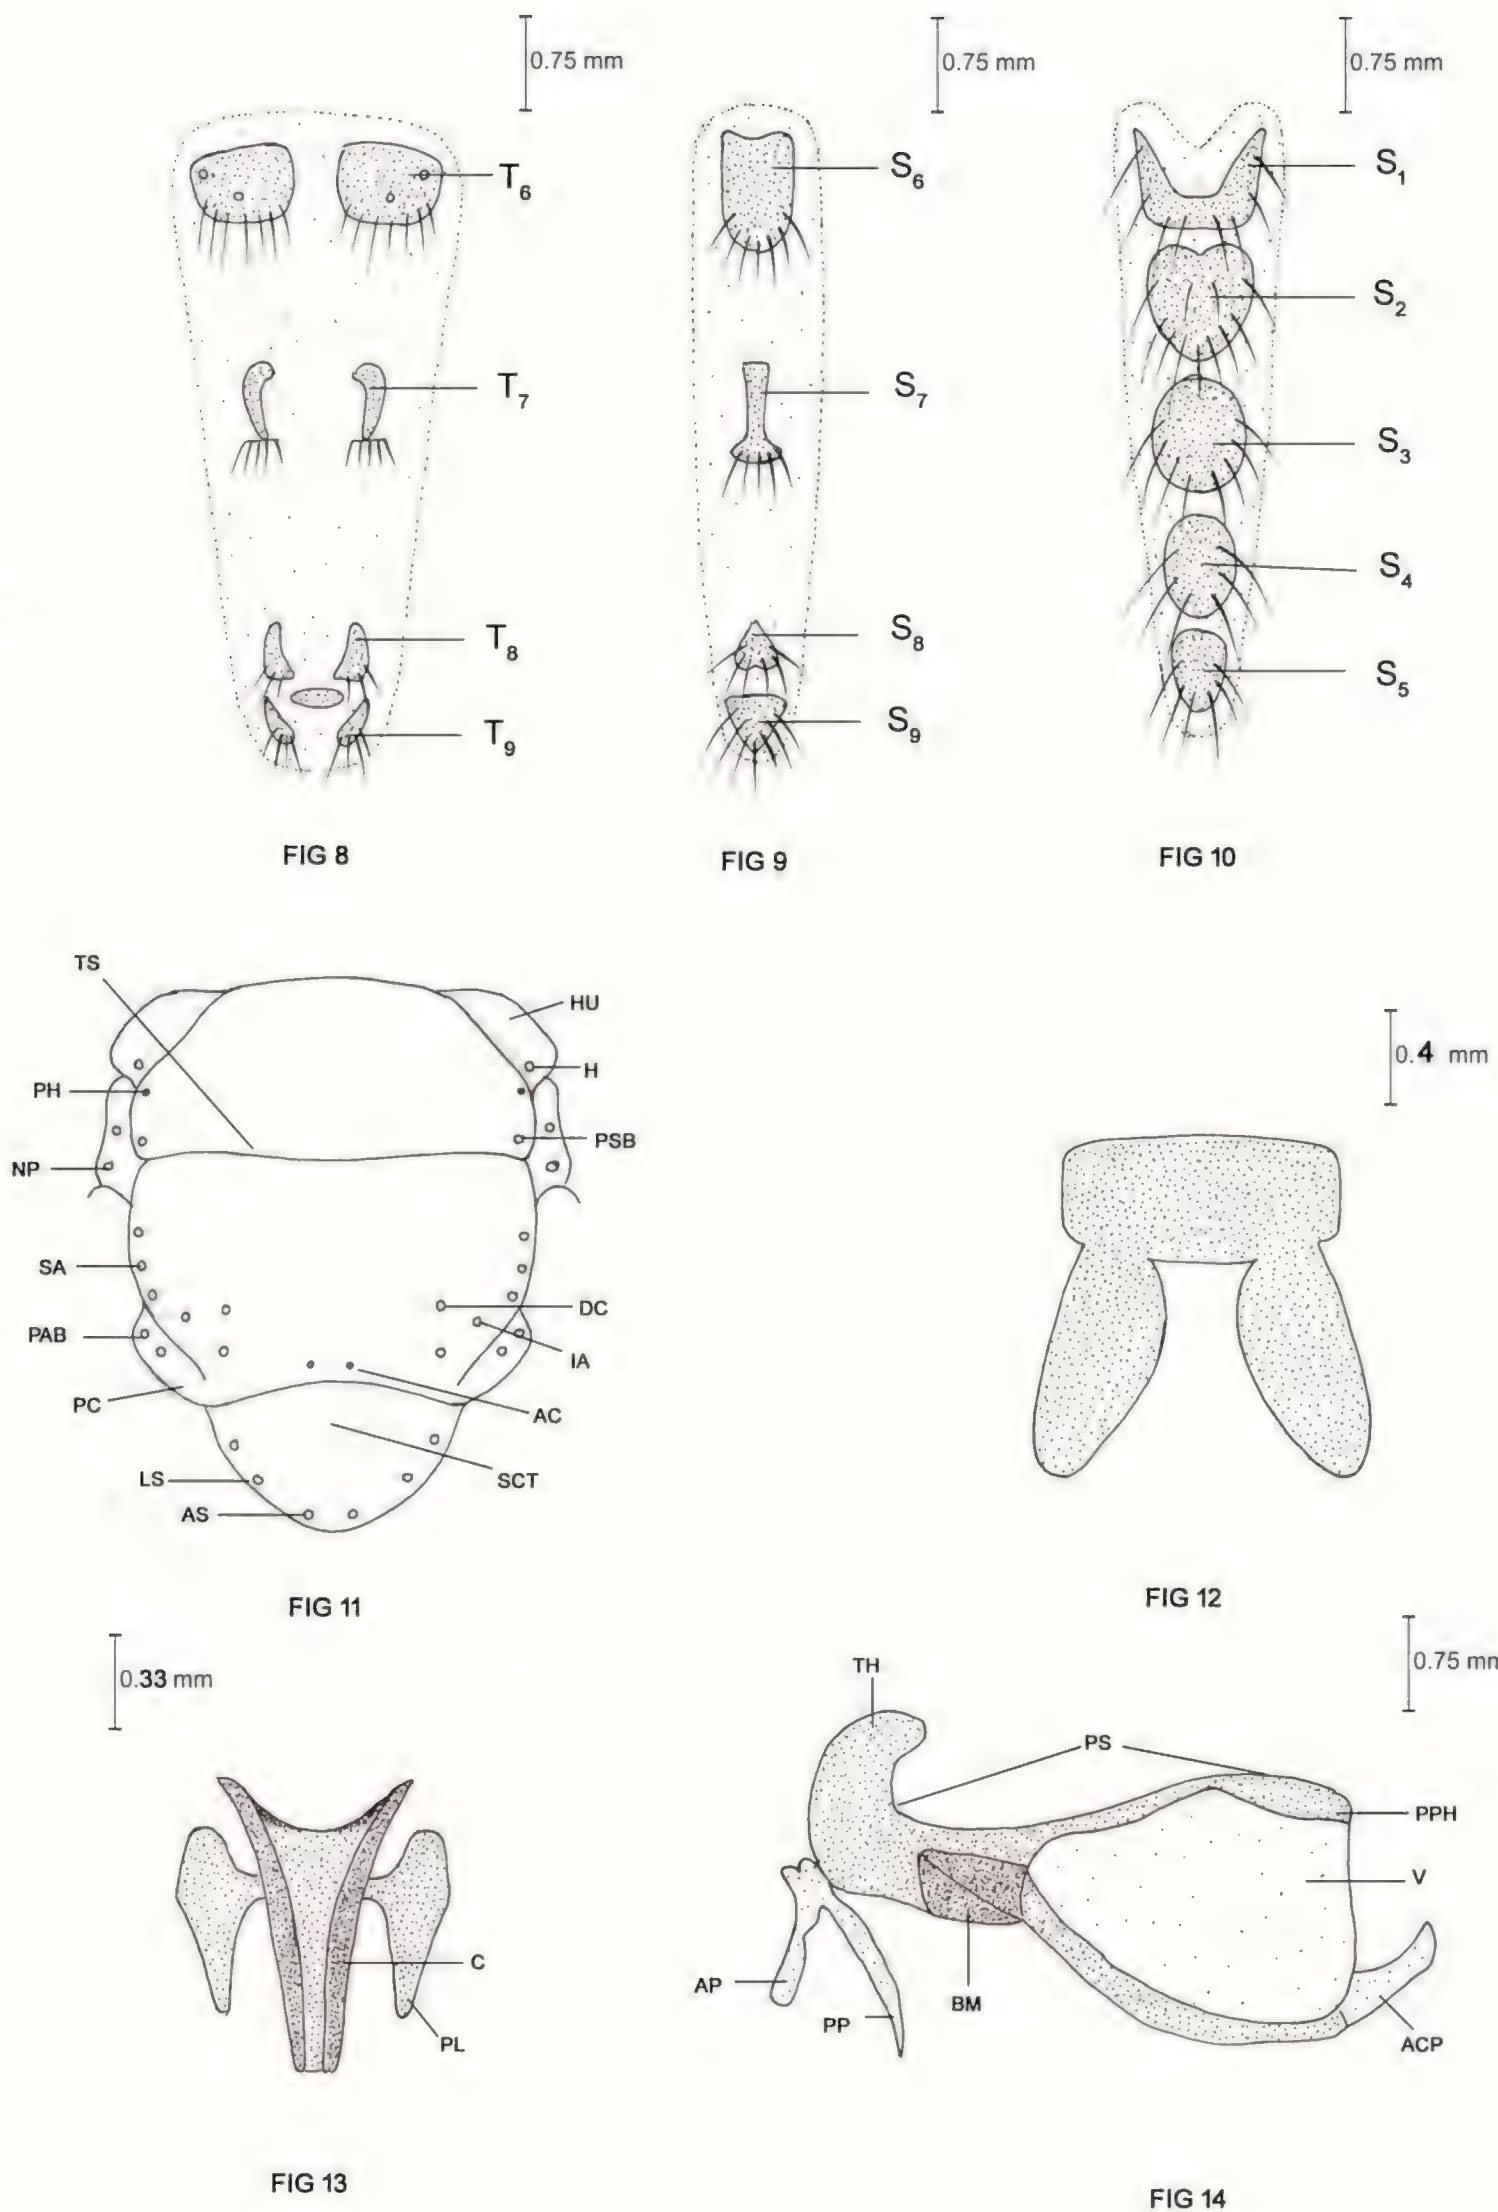 0.75 mm
0.75 mm
0.75 mm
T6
S6
S1
S2
T7
S7
S3
S4
T8
S8
S5
T9
S9
FIG 8
FIG 9
FIG 10
TS
HU
H
PH
PSB
NP
SA
DC
PAB
IA
PC
AC
LS
SCT
AS
FIG 11
0.4 mm
FIG 12
0.33 mm
C
PL
FIG 13
0.75 mm
TH
PS
PPH
V
AP
PP
BM
ACP
FIG 14